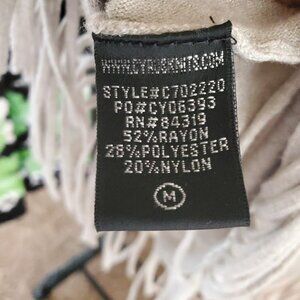 WWW.CYRUSKNITS.COM
STYLE#C702220
PO#CY06393
RN#84319
52%RAYON
28%POLYESTER
20%NYLON
M